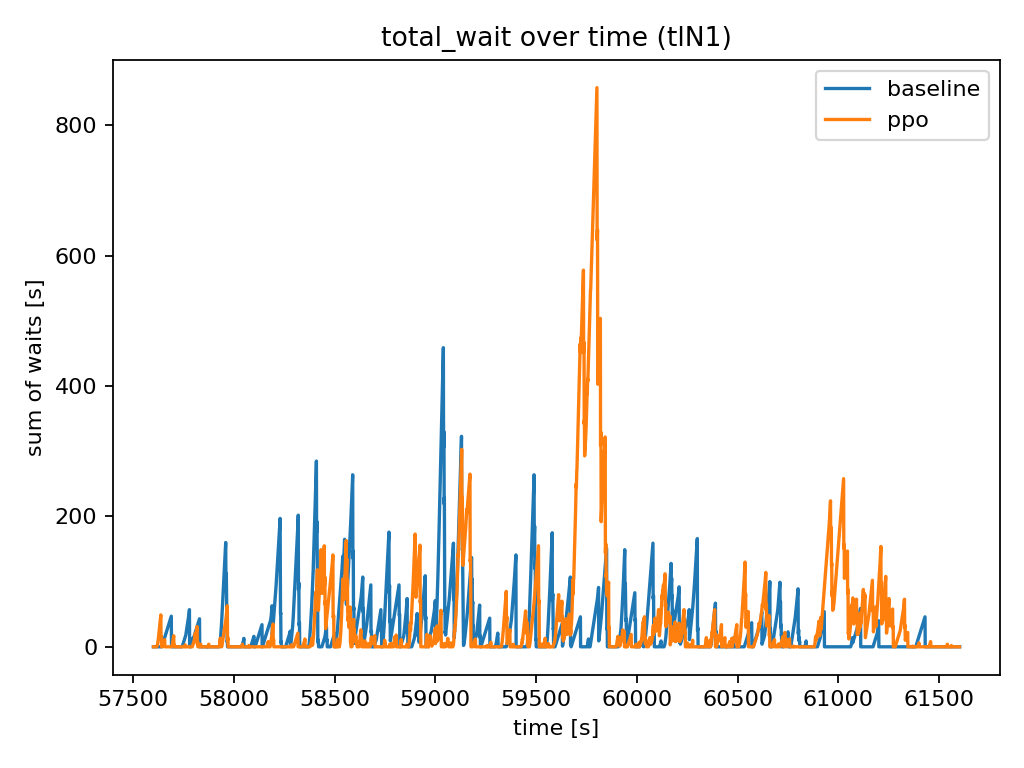 total_wait over time (tlN1)
baseline
ppo
800
600
400
200
0
sum of waits [s]
57500 58000 58500 59000 59500 60000 60500 61000 61500
time [s]